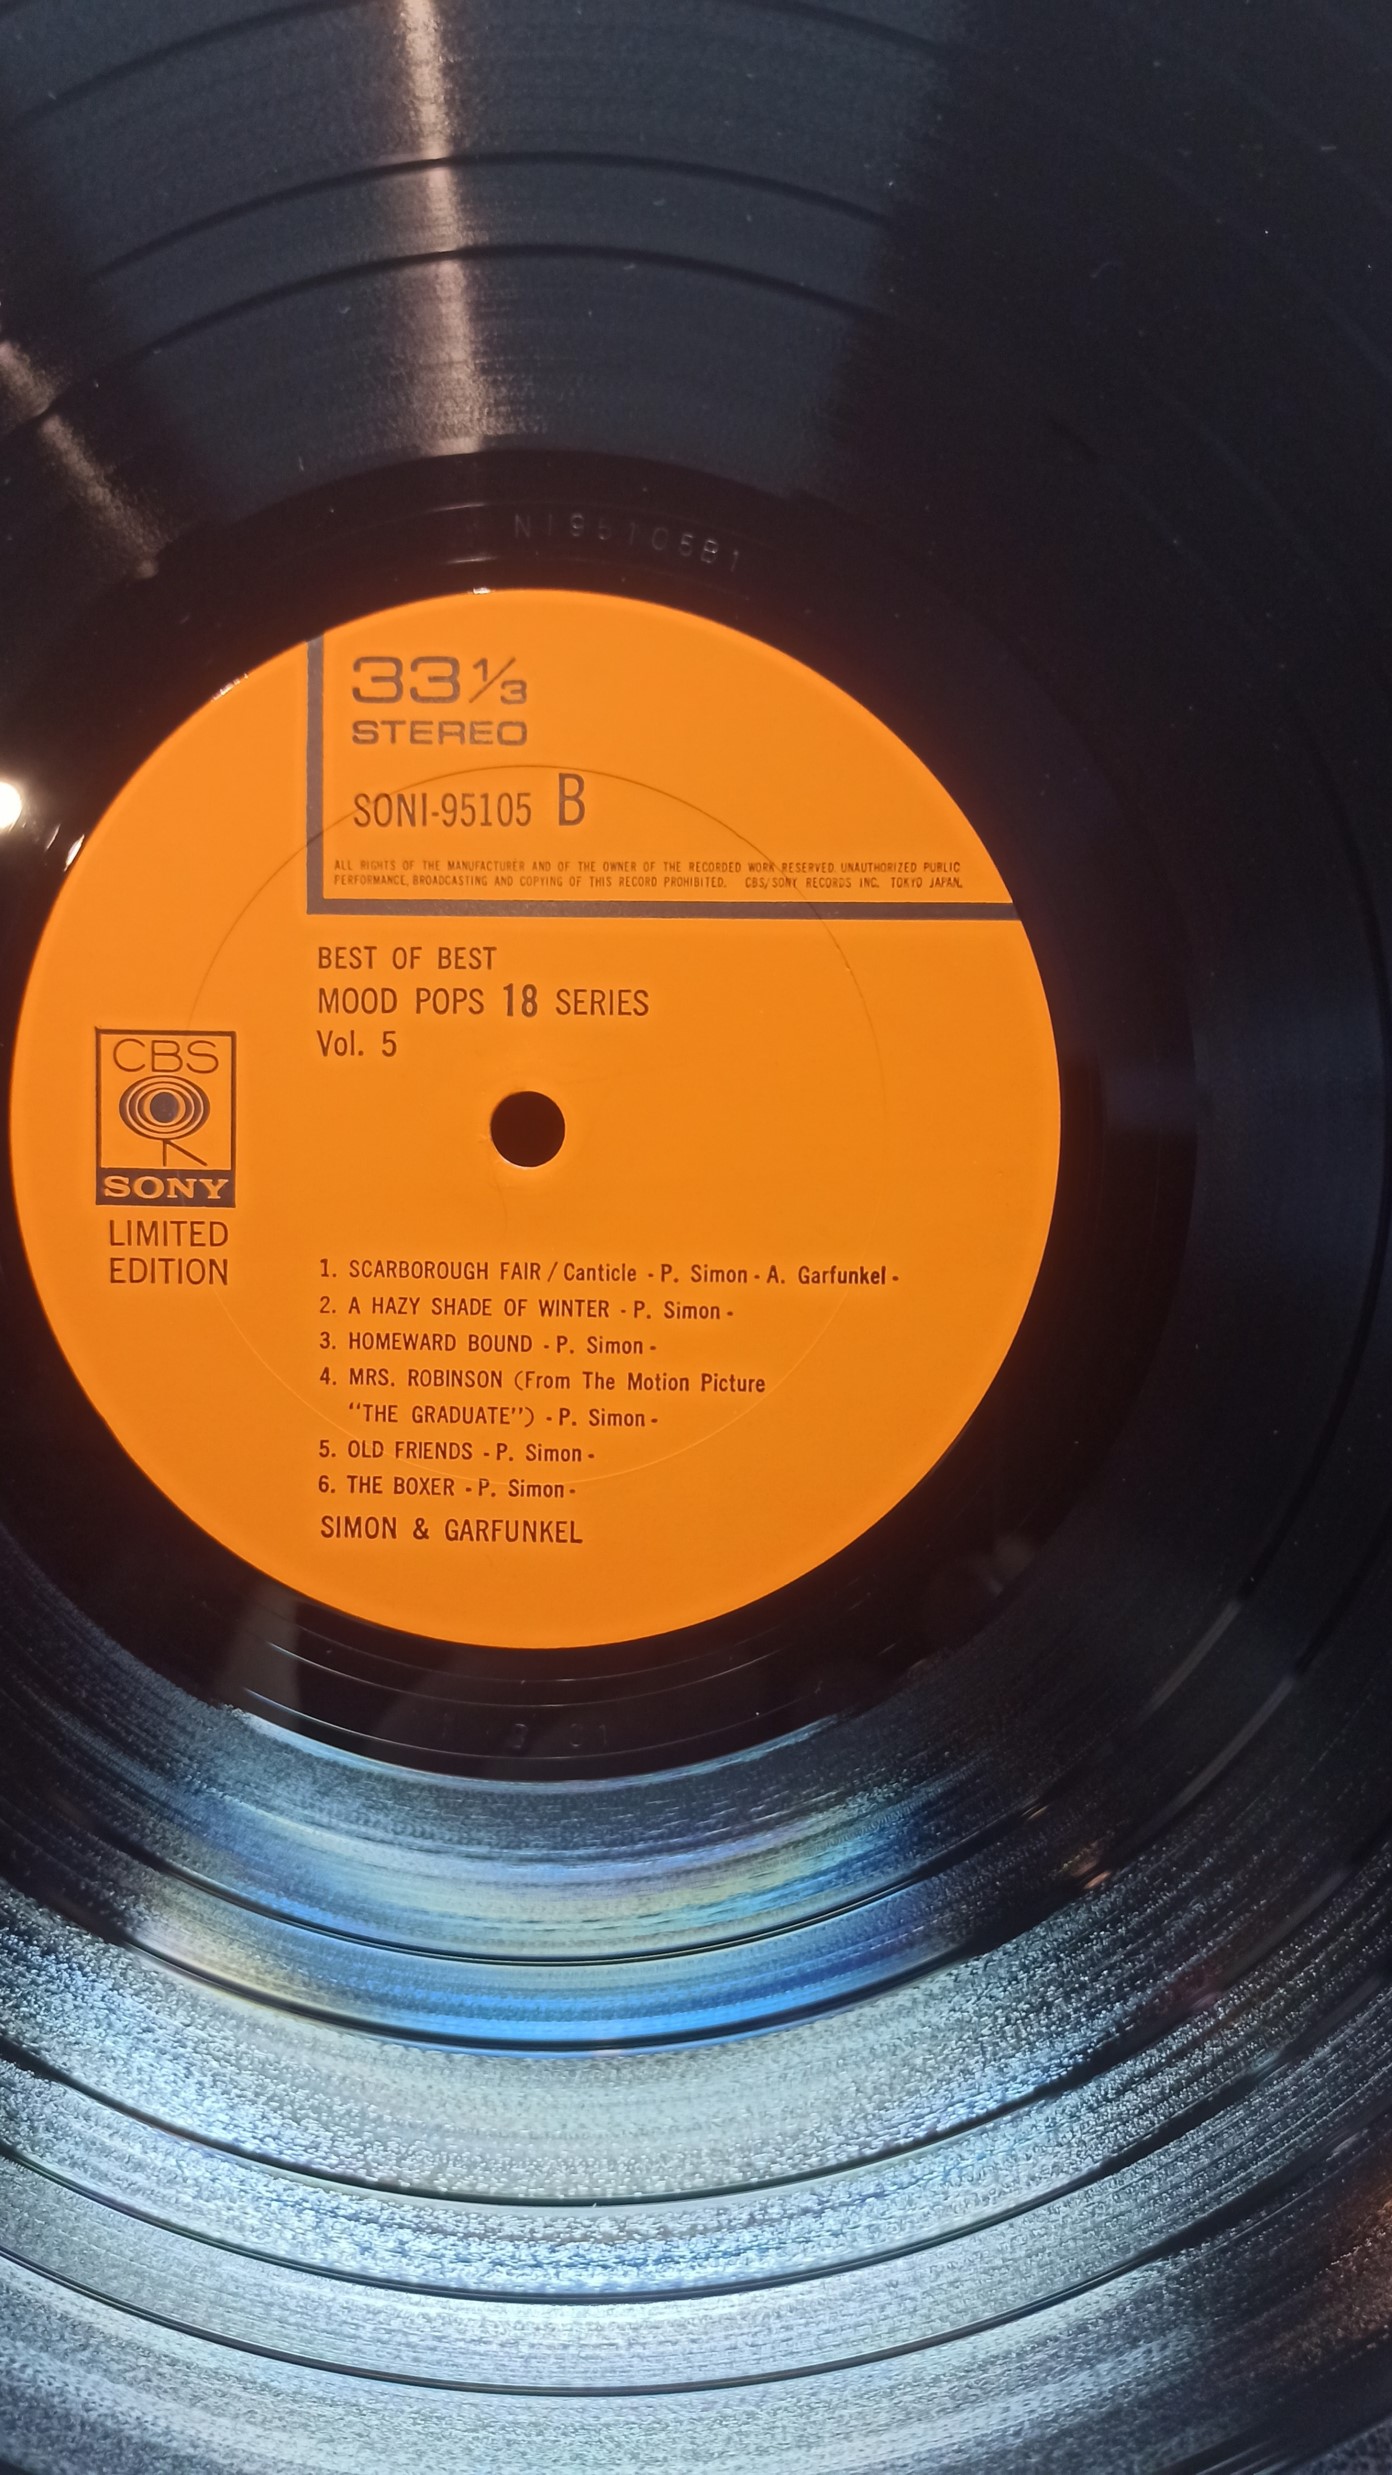 NI95105B1
33 1/3
STEREO
SONI-95105 B
ALL RIGHTS OF THE MANUFACTURER AND OF THE OWNER OF THE RECORDED WORK RESERVED. UNAUTHORIZED PUBLIC
PERFORMANCE, BROADCASTING AND COPYING OF THIS RECORD PROHIBITED. CBS/SONY RECORDS INC. TOKYO JAPAN.
BEST OF BEST
MOOD POPS 18 SERIES
Vol. 5
CBS
SONY
LIMITED
EDITION
1. SCARBOROUGH FAIR / Canticle - P. Simon - A. Garfunkel -
2. A HAZY SHADE OF WINTER - P. Simon -
3. HOMEWARD BOUND - P. Simon -
4. MRS. ROBINSON (From The Motion Picture
“THE GRADUATE”) - P. Simon -
5. OLD FRIENDS - P. Simon -
6. THE BOXER - P. Simon -
SIMON & GARFUNKEL